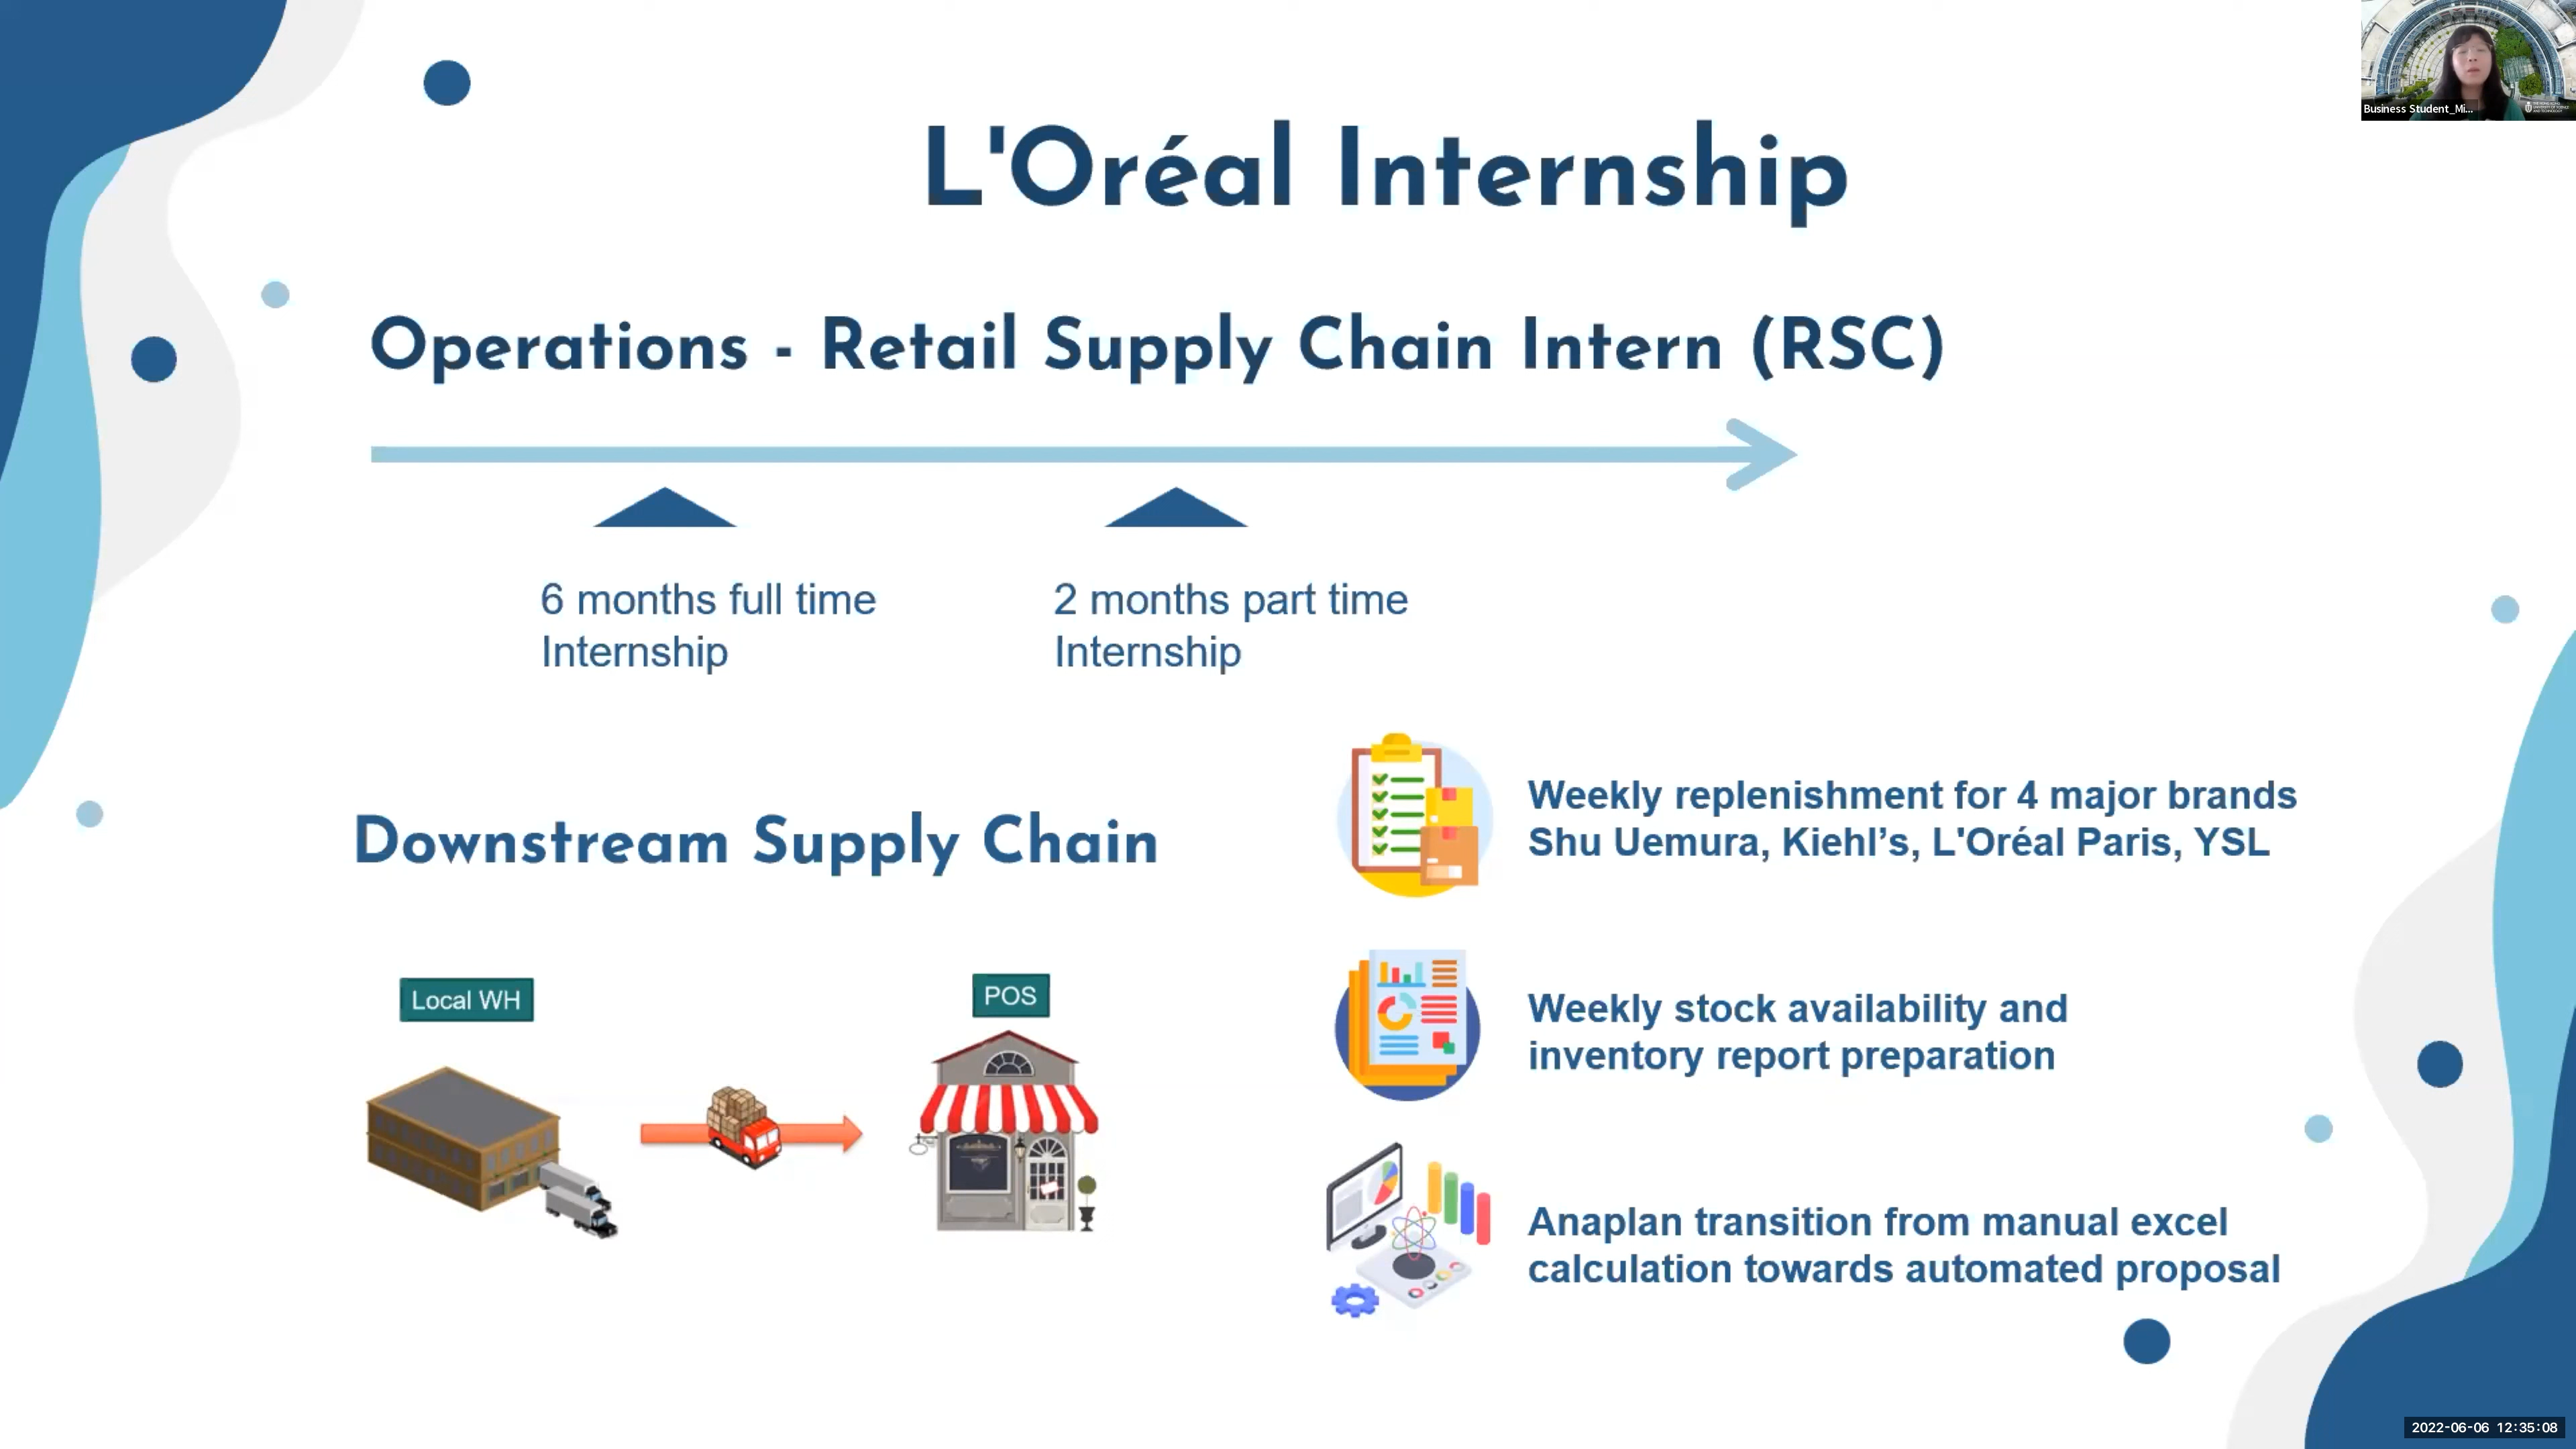 Business Student_Mi...
L'Oréal Internship
Operations - Retail Supply Chain Intern (RSC)
6 months full time
Internship
2 months part time
Internship
Downstream Supply Chain
Local WH
POS
Weekly replenishment for 4 major brands
Shu Uemura, Kiehl’s, L'Oréal Paris, YSL
Weekly stock availability and
inventory report preparation
Anaplan transition from manual excel
calculation towards automated proposal
2022-06-06 12:35:08